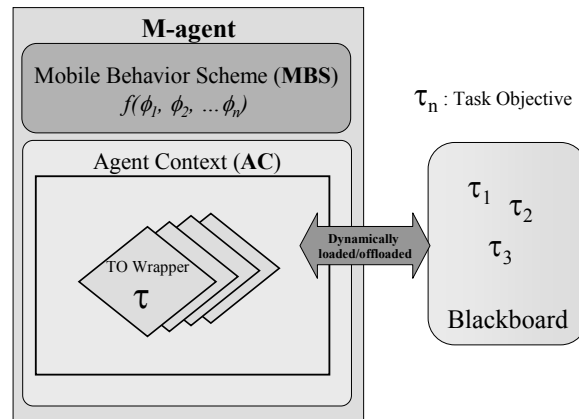 M-agent
Mobile Behavior Scheme (MBS)
f(ϕ1, ϕ2, …ϕn)
τn : Task Objective
Agent Context (AC)
TO Wrapper
τ
Dynamically
loaded/offloaded
τ1
τ2
τ3
Blackboard